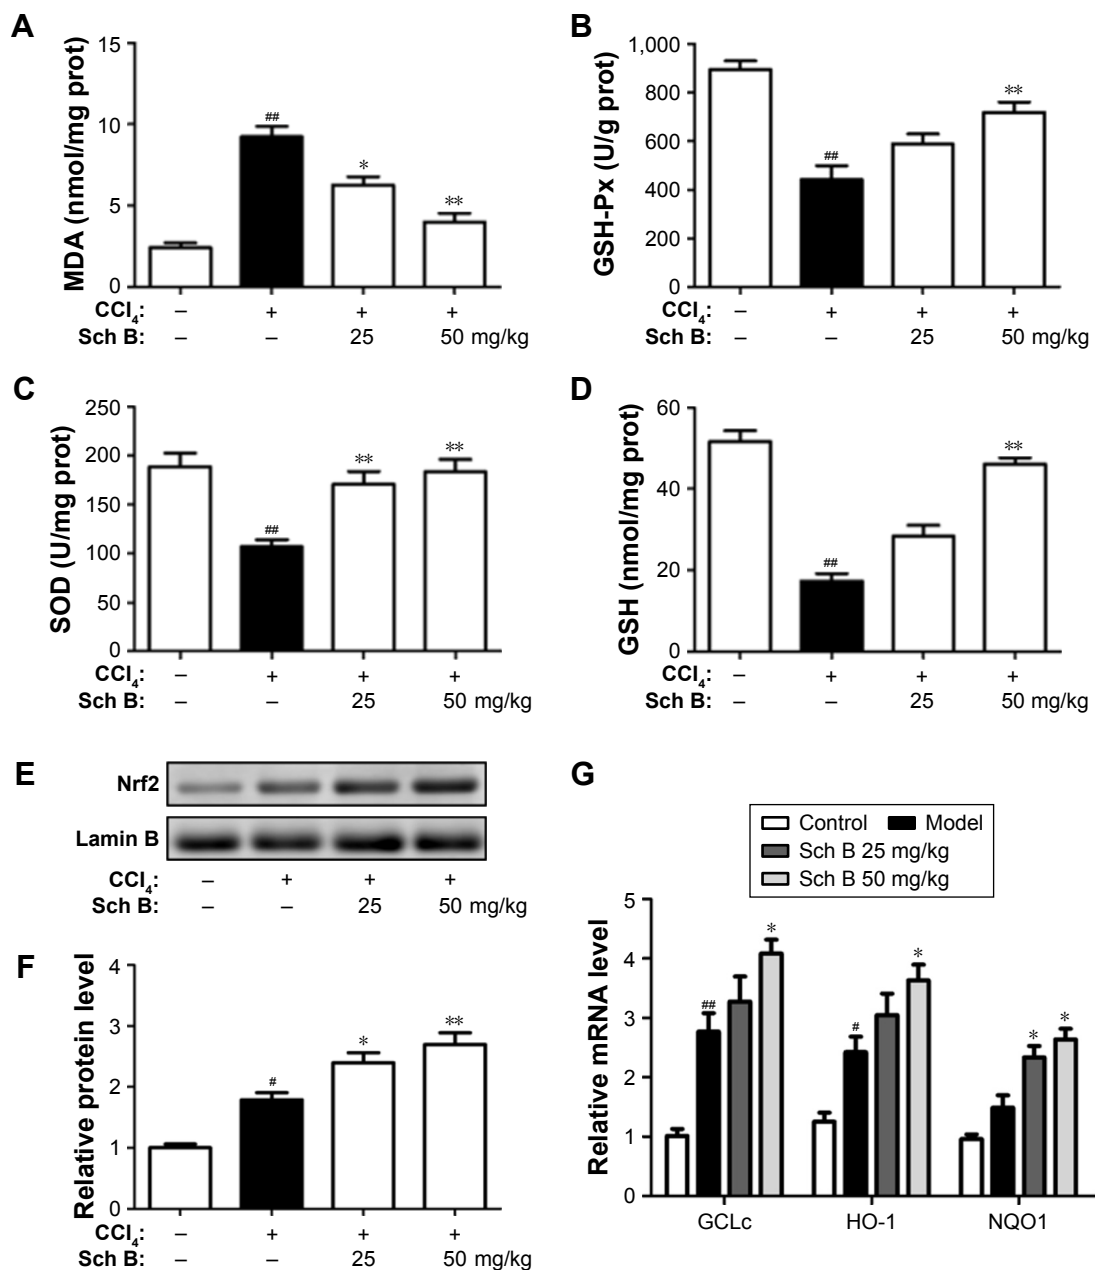 A
MDA (nmol/mg prot)
15
10
5
0
##
*
**
CCl₄: – + + +
Sch B: – – 25 50 mg/kg
B
GSH-Px (U/g prot)
1,000
800
600
400
200
0
##
**
CCl₄: – + + +
Sch B: – – 25 50 mg/kg
C
SOD (U/mg prot)
250
200
150
100
50
0
##
**
**
CCl₄: – + + +
Sch B: – – 25 50 mg/kg
D
GSH (nmol/mg prot)
60
40
20
0
##
**
CCl₄: – + + +
Sch B: – – 25 50 mg/kg
E
Nrf2
Lamin B
CCl₄: – + + +
Sch B: – – 25 50 mg/kg
F
Relative protein level
4
3
2
1
0
#
*
**
CCl₄: – + + +
Sch B: – – 25 50 mg/kg
G
Control Model
Sch B 25 mg/kg
Sch B 50 mg/kg
Relative mRNA level
5
4
3
2
1
0
##
*
#
*
*
*
GCLc HO-1 NQO1